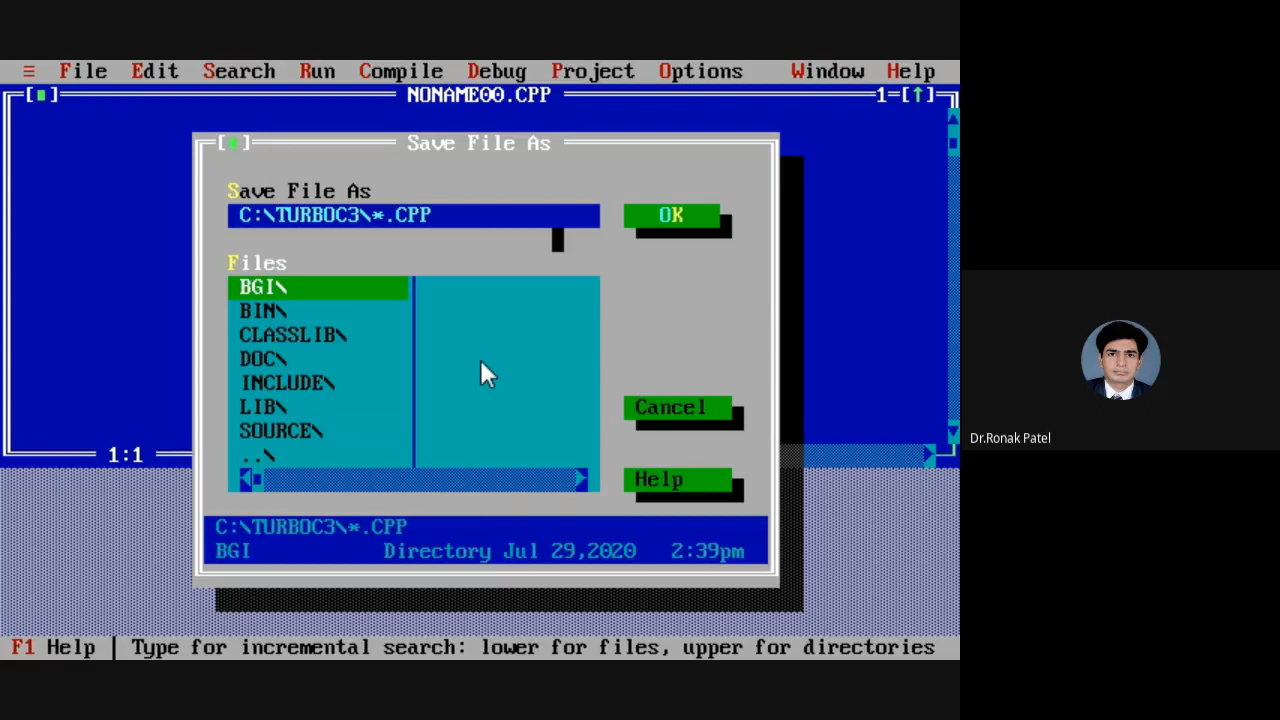 ≡ File Edit Search Run Compile Debug Project Options Window Help
[■] NONAME00.CPP 1=[↑]
[■] Save File As
Save File As
C:\TURBOC3\*.CPP OK
Files
BGI\
BIN\
CLASSLIB\
DOC\
INCLUDE\
LIB\
SOURCE\
..\
Cancel
Help
1:1
C:\TURBOC3\*.CPP
BGI Directory Jul 29,2020 2:39pm
F1 Help │ Type for incremental search: lower for files, upper for directories
Dr.Ronak Patel